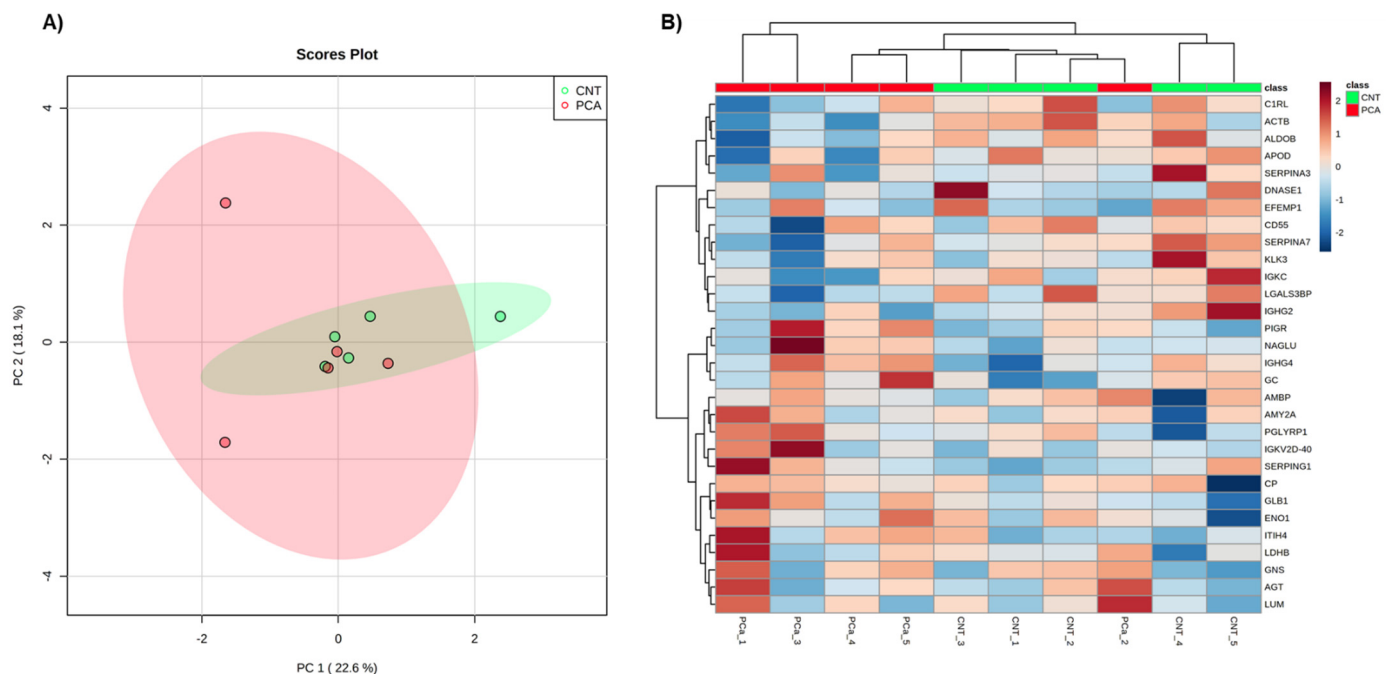 A)
Scores Plot
CNT
PCA
4
2
0
-2
-4
PC 2 ( 18.1 %)
-2
0
2
PC 1 ( 22.6 %)
B)
class
C1RL
ACTB
ALDOB
APOD
SERPINA3
DNASE1
EFEMP1
CD55
SERPINA7
KLK3
IGKC
LGALS3BP
IGHG2
PIGR
NAGLU
IGHG4
GC
AMBP
AMY2A
PGLYRP1
IGKV2D-40
SERPING1
CP
GLB1
ENO1
ITIH4
LDHB
GNS
AGT
LUM
PCa_1
PCa_3
PCa_4
PCa_5
CNT_3
CNT_1
CNT_2
PCa_2
CNT_4
CNT_5
2
1
0
-1
-2
class
CNT
PCA